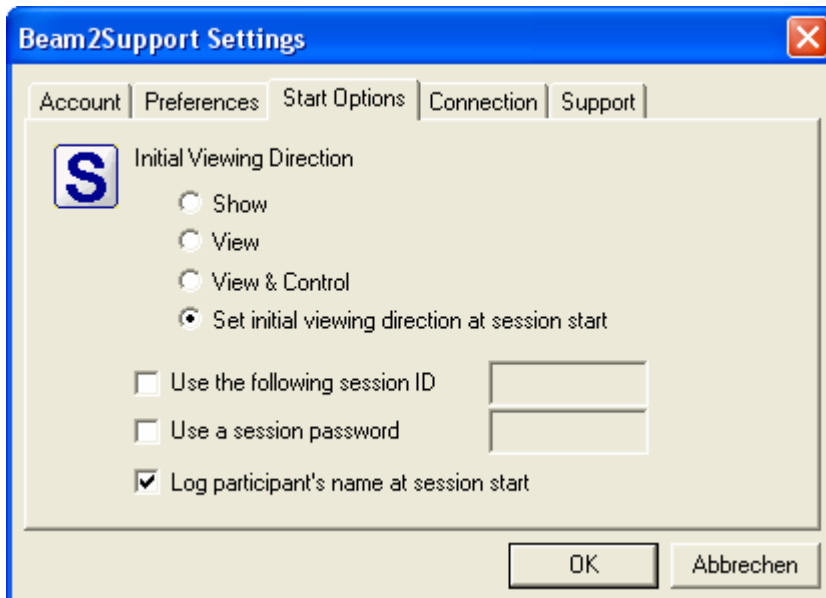 Beam2Support Settings
Account Preferences Start Options Connection Support
S
Initial Viewing Direction
Show
View
View & Control
Set initial viewing direction at session start
Use the following session ID
Use a session password
Log participant's name at session start
OK Abbrechen